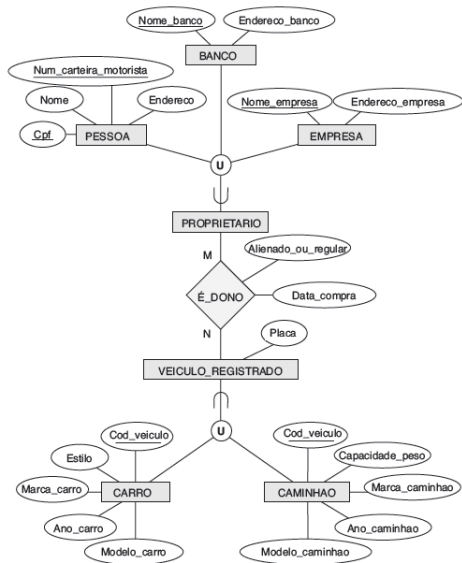 Nome_banco
Endereco_banco
BANCO
Num_carteira_motorista
Nome
Endereco
Cpf
PESSOA
Nome_empresa
Endereco_empresa
EMPRESA
U
PROPRIETARIO
M
Alienado_ou_regular
É_DONO
Data_compra
N
Placa
VEICULO_REGISTRADO
U
Cod_veiculo
Estilo
Marca_carro
CARRO
Ano_carro
Modelo_carro
Cod_veiculo
Capacidade_peso
Marca_caminhao
CAMINHAO
Ano_caminhao
Modelo_caminhao